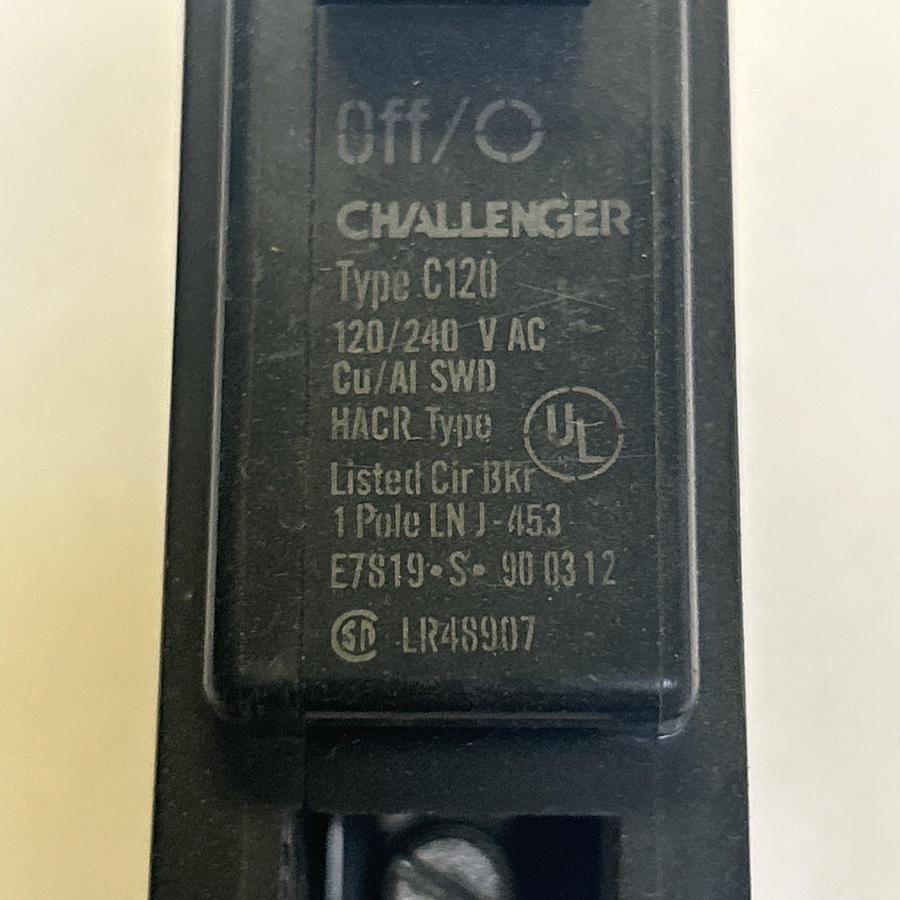 Off/O
CHALLENGER
Type C120
120/240 V AC
Cu/Al SWD
HACR Type
UL
Listed Cir Bkr
1 Pole LN J-453
E7819•S• 90 03 12
SA LR48907